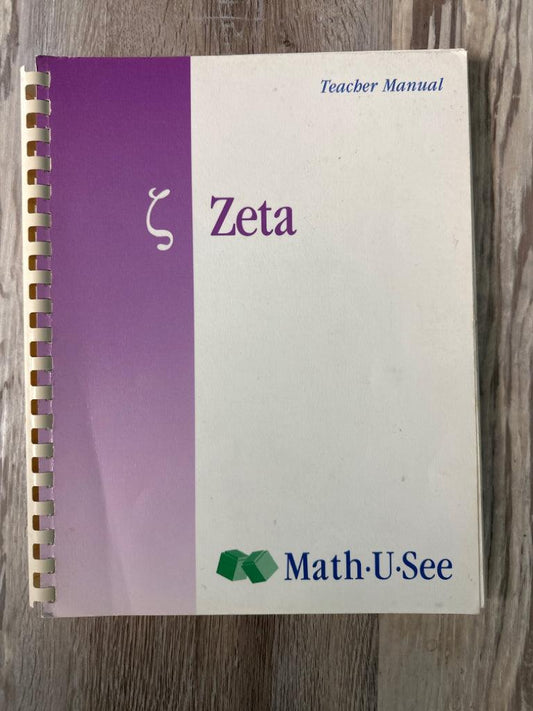 Teacher Manual
ζ Zeta
Math·U·See